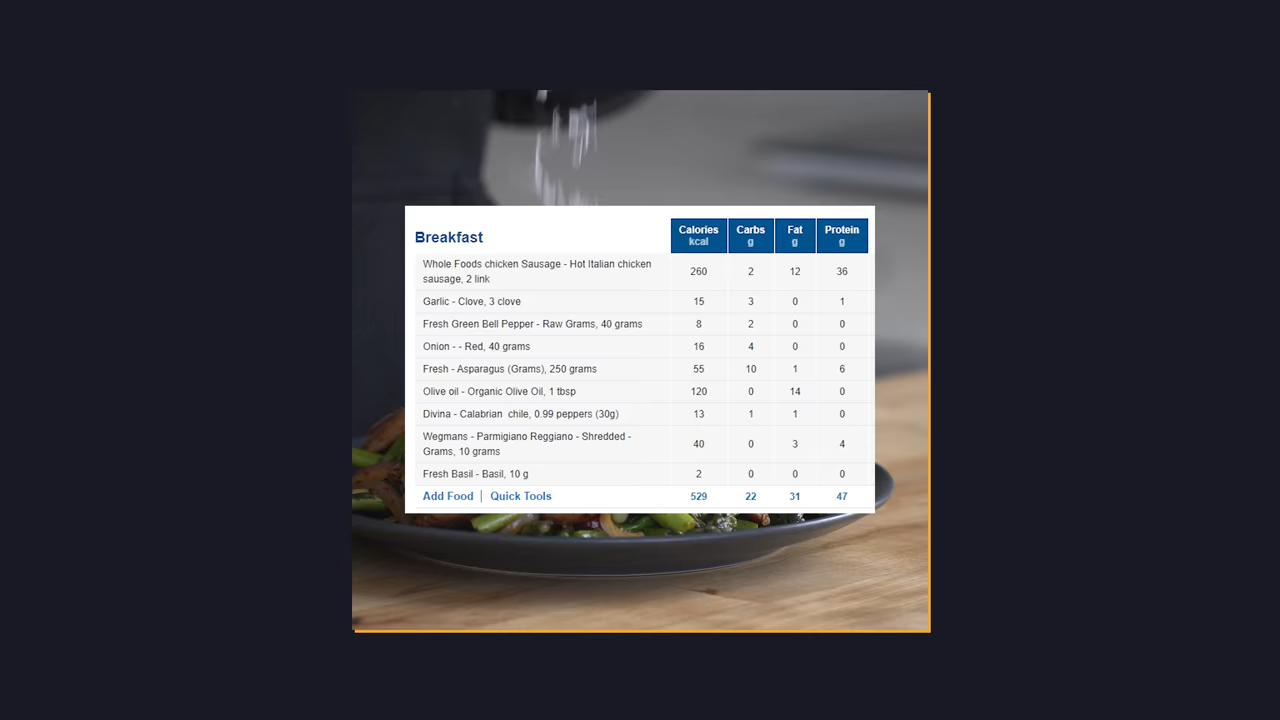 Breakfast Calories kcal Carbs g Fat g Protein g
Whole Foods chicken Sausage - Hot Italian chicken
sausage, 2 link 260 2 12 36
Garlic - Clove, 3 clove 15 3 0 1
Fresh Green Bell Pepper - Raw Grams, 40 grams 8 2 0 0
Onion - - Red, 40 grams 16 4 0 0
Fresh - Asparagus (Grams), 250 grams 55 10 1 6
Olive oil - Organic Olive Oil, 1 tbsp 120 0 14 0
Divina - Calabrian chile, 0.99 peppers (30g) 13 1 1 0
Wegmans - Parmigiano Reggiano - Shredded -
Grams, 10 grams 40 0 3 4
Fresh Basil - Basil, 10 g 2 0 0 0
Add Food | Quick Tools 529 22 31 47